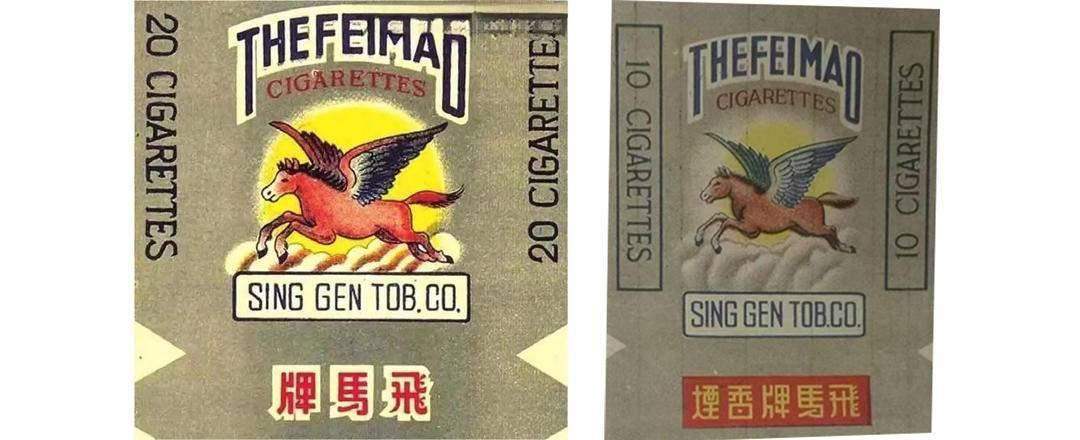 20 CIGARETTES
THEFEIMAO
CIGARETTES
20 CIGARETTE
SING GEN TOB.CO.
飛馬牌
10 CIGARETTES
THEFEIMAO
CIGARETTES
10 CIGARETTES
SING GEN TOB.CO.
飛馬牌香煙